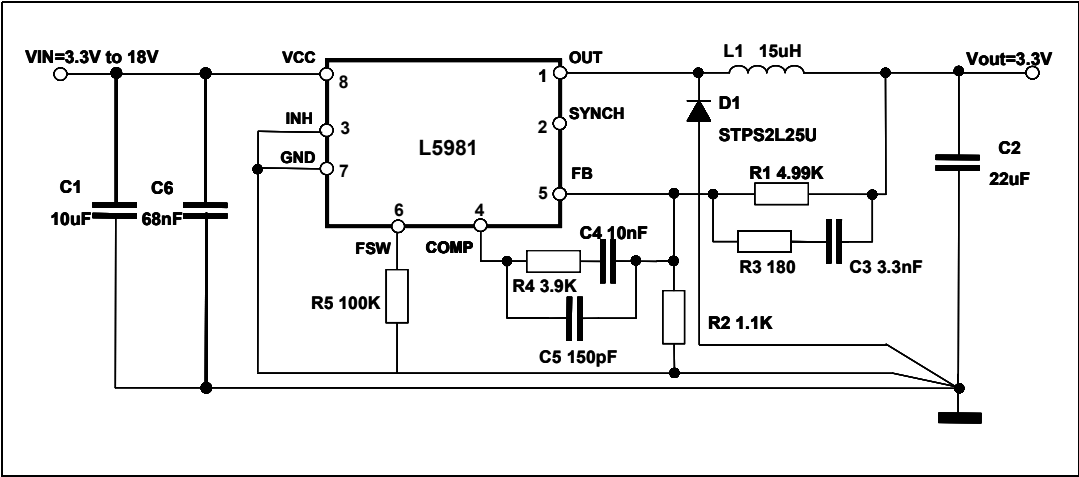 VIN=3.3V to 18V
VCC
8
OUT
1
L1 15uH
Vout=3.3V
INH
3
SYNCH
2
D1
STPS2L25U
GND
7
L5981
FB
5
R1 4.99K
C2
22uF
C1
10uF
C6
68nF
6
FSW
4
COMP
C4 10nF
R4 3.9K
R3 180
C3 3.3nF
R5 100K
R2 1.1K
C5 150pF